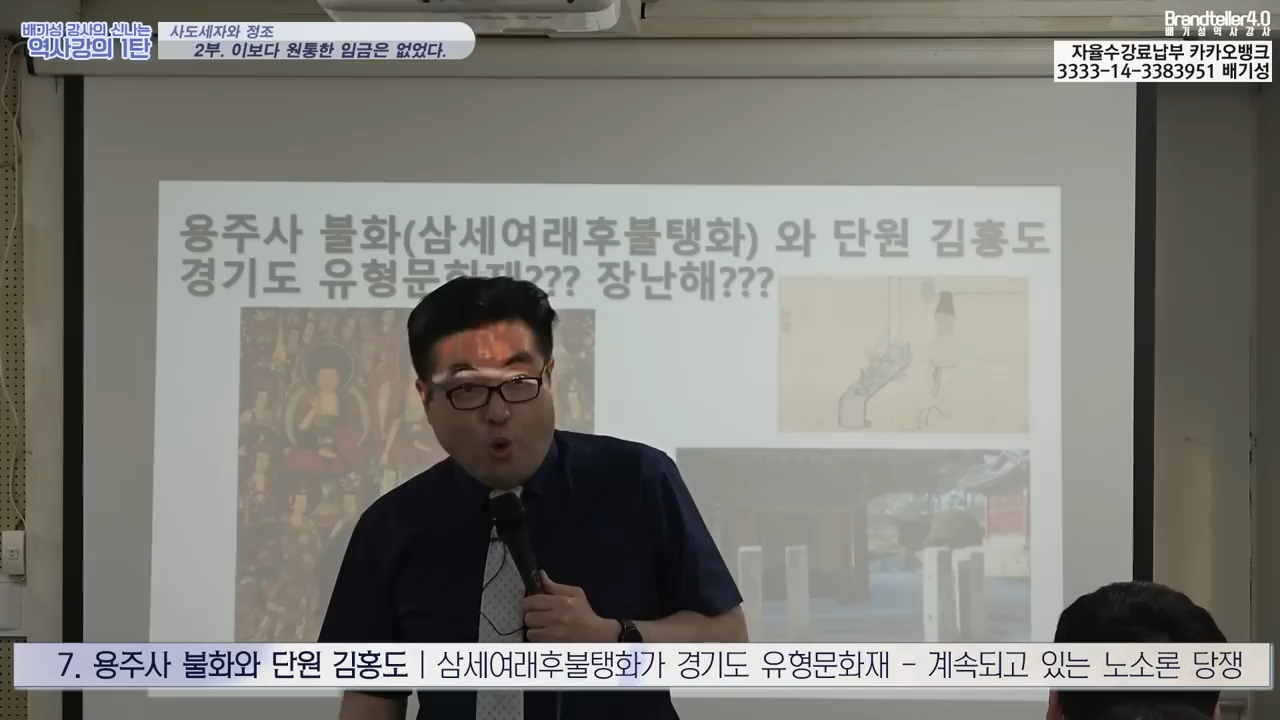 배기성 강사의 신나는
역사강의 1탄
사도세자와 정조
2부. 이보다 원통한 임금은 없었다.
Brandteller4.0
배기성역사강사
자율수강료납부 카카오뱅크
3333-14-3383951 배기성
용주사 불화(삼세여래후불탱화) 와 단원 김홍도
경기도 유형문화재??? 장난해???
7. 용주사 불화와 단원 김홍도 | 삼세여래후불탱화가 경기도 유형문화재 - 계속되고 있는 노소론 당쟁